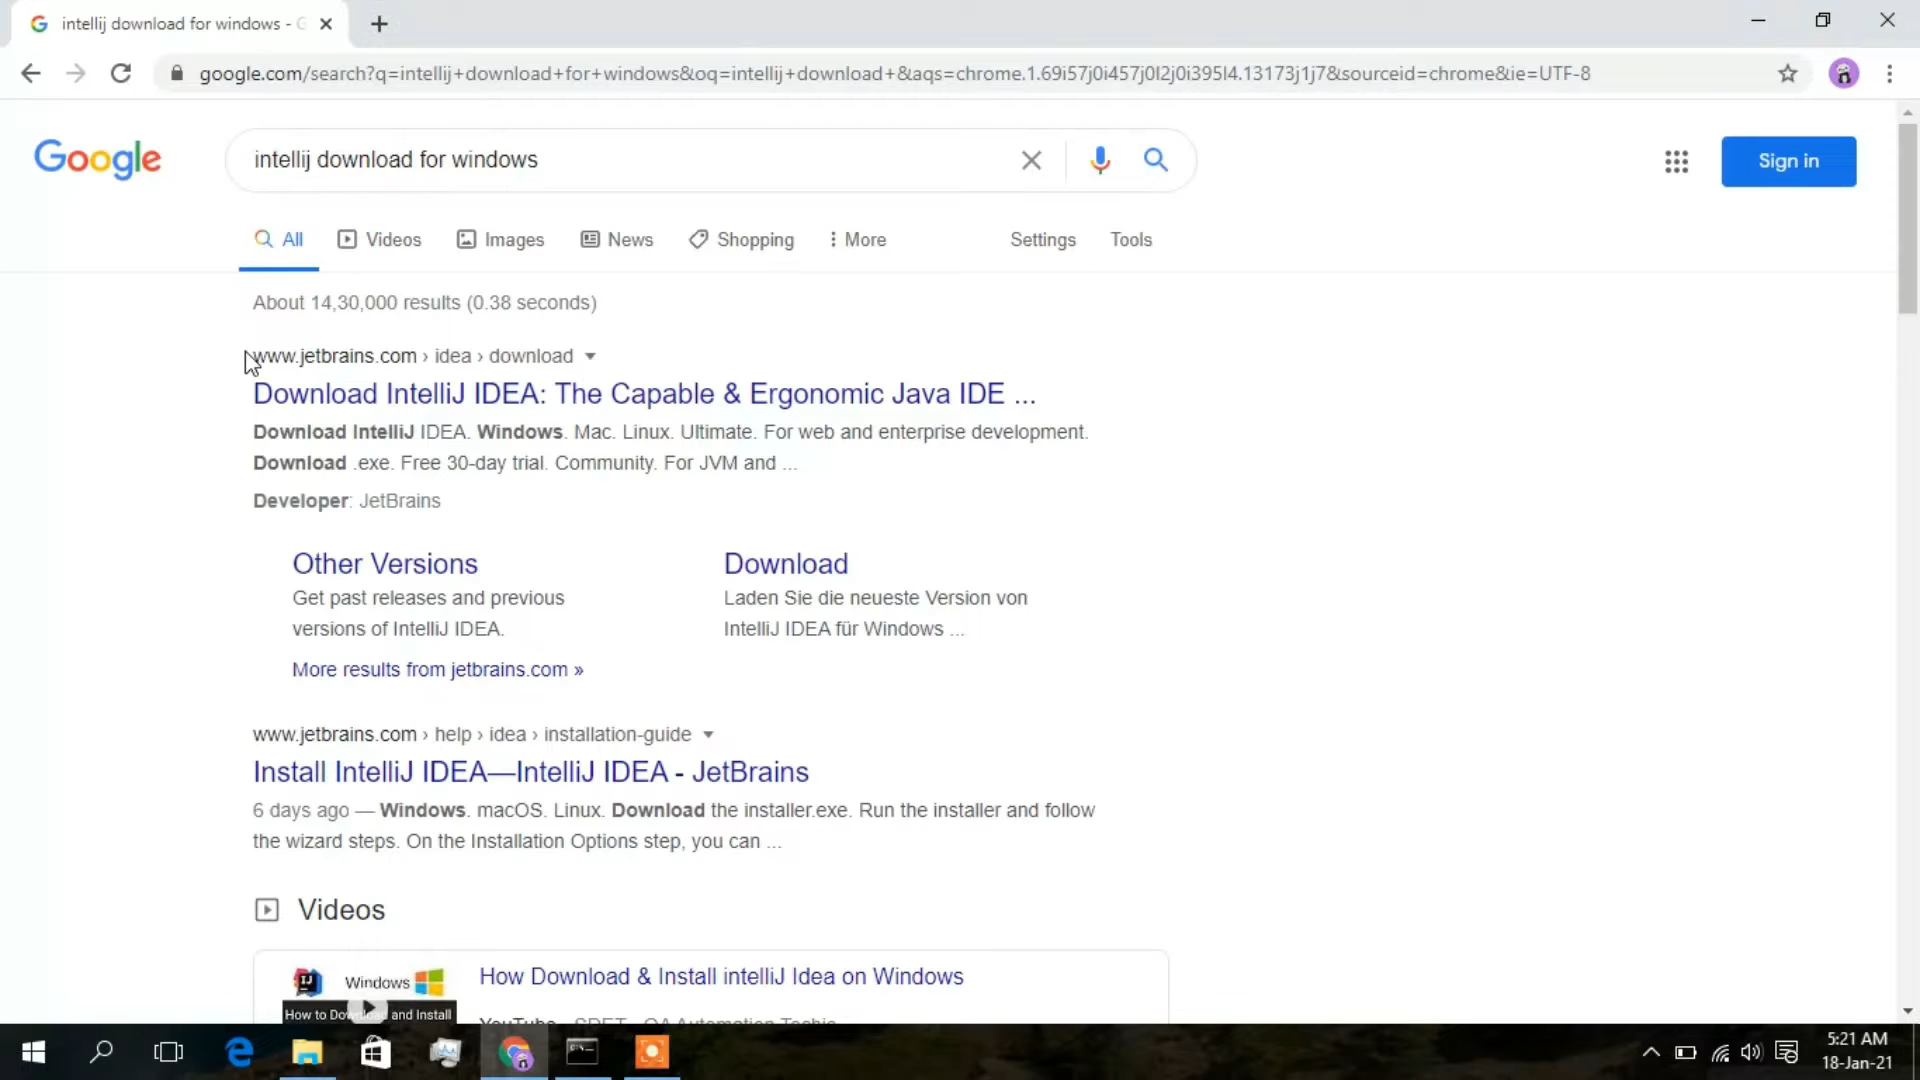 intellij download for windows - G
google.com/search?q=intellij+download+for+windows&oq=intellij+download+&aqs=chrome.1.69i57j0i457j0l2j0i395l4.13173j1j7&sourceid=chrome&ie=UTF-8
Google
intellij download for windows
Sign in
All Videos Images News Shopping More Settings Tools
About 14,30,000 results (0.38 seconds)
www.jetbrains.com › idea › download
Download IntelliJ IDEA: The Capable & Ergonomic Java IDE ...
Download IntelliJ IDEA. Windows. Mac. Linux. Ultimate. For web and enterprise development.
Download .exe. Free 30-day trial. Community. For JVM and ...
Developer: JetBrains
Other Versions
Get past releases and previous
versions of IntelliJ IDEA.
Download
Laden Sie die neueste Version von
IntelliJ IDEA für Windows ...
More results from jetbrains.com »
www.jetbrains.com › help › idea › installation-guide
Install IntelliJ IDEA—IntelliJ IDEA - JetBrains
6 days ago — Windows. macOS. Linux. Download the installer.exe. Run the installer and follow
the wizard steps. On the Installation Options step, you can ...
Videos
IJ Windows
How to Download and Install
How Download & Install intelliJ Idea on Windows
YouTube - SDET - QA Automation Techie
5:21 AM
18-Jan-21